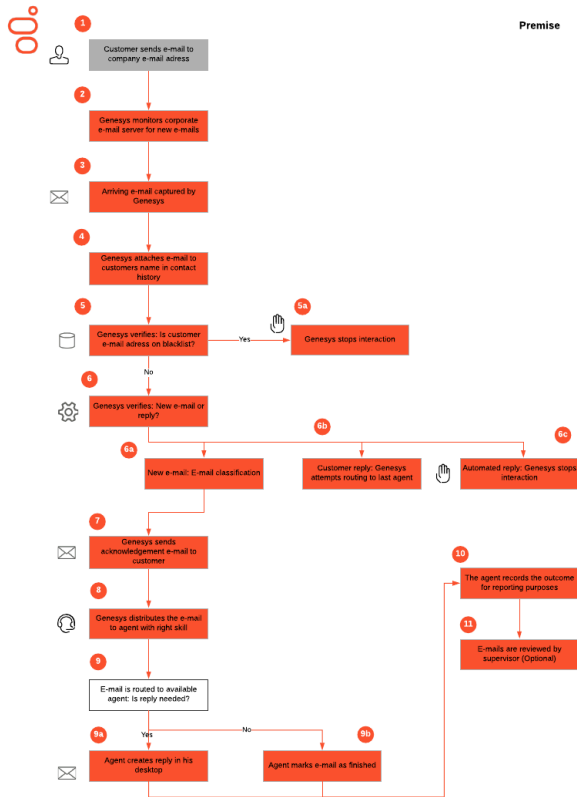 Premise
1
Customer sends e-mail to
company e-mail adress
2
Genesys monitors corporate
e-mail server for new e-mails
3
Arriving e-mail captured by
Genesys
4
Genesys attaches e-mail to
customers name in contact
history
5
Genesys verifies: Is customer
e-mail adress on blacklist?
Yes
5a
Genesys stops interaction
No
6
Genesys verifies: New e-mail or
reply?
6a
New e-mail: E-mail classification
6b
Customer reply: Genesys
attempts routing to last agent
6c
Automated reply: Genesys stops
interaction
7
Genesys sends
acknowledgement e-mail to
customer
8
Genesys distributes the e-mail
to agent with right skill
9
E-mail is routed to available
agent: Is reply needed?
Yes
No
9a
Agent creates reply in his
desktop
9b
Agent marks e-mail as finished
10
The agent records the outcome
for reporting purposes
11
E-mails are reviewed by
supervisor (Optional)